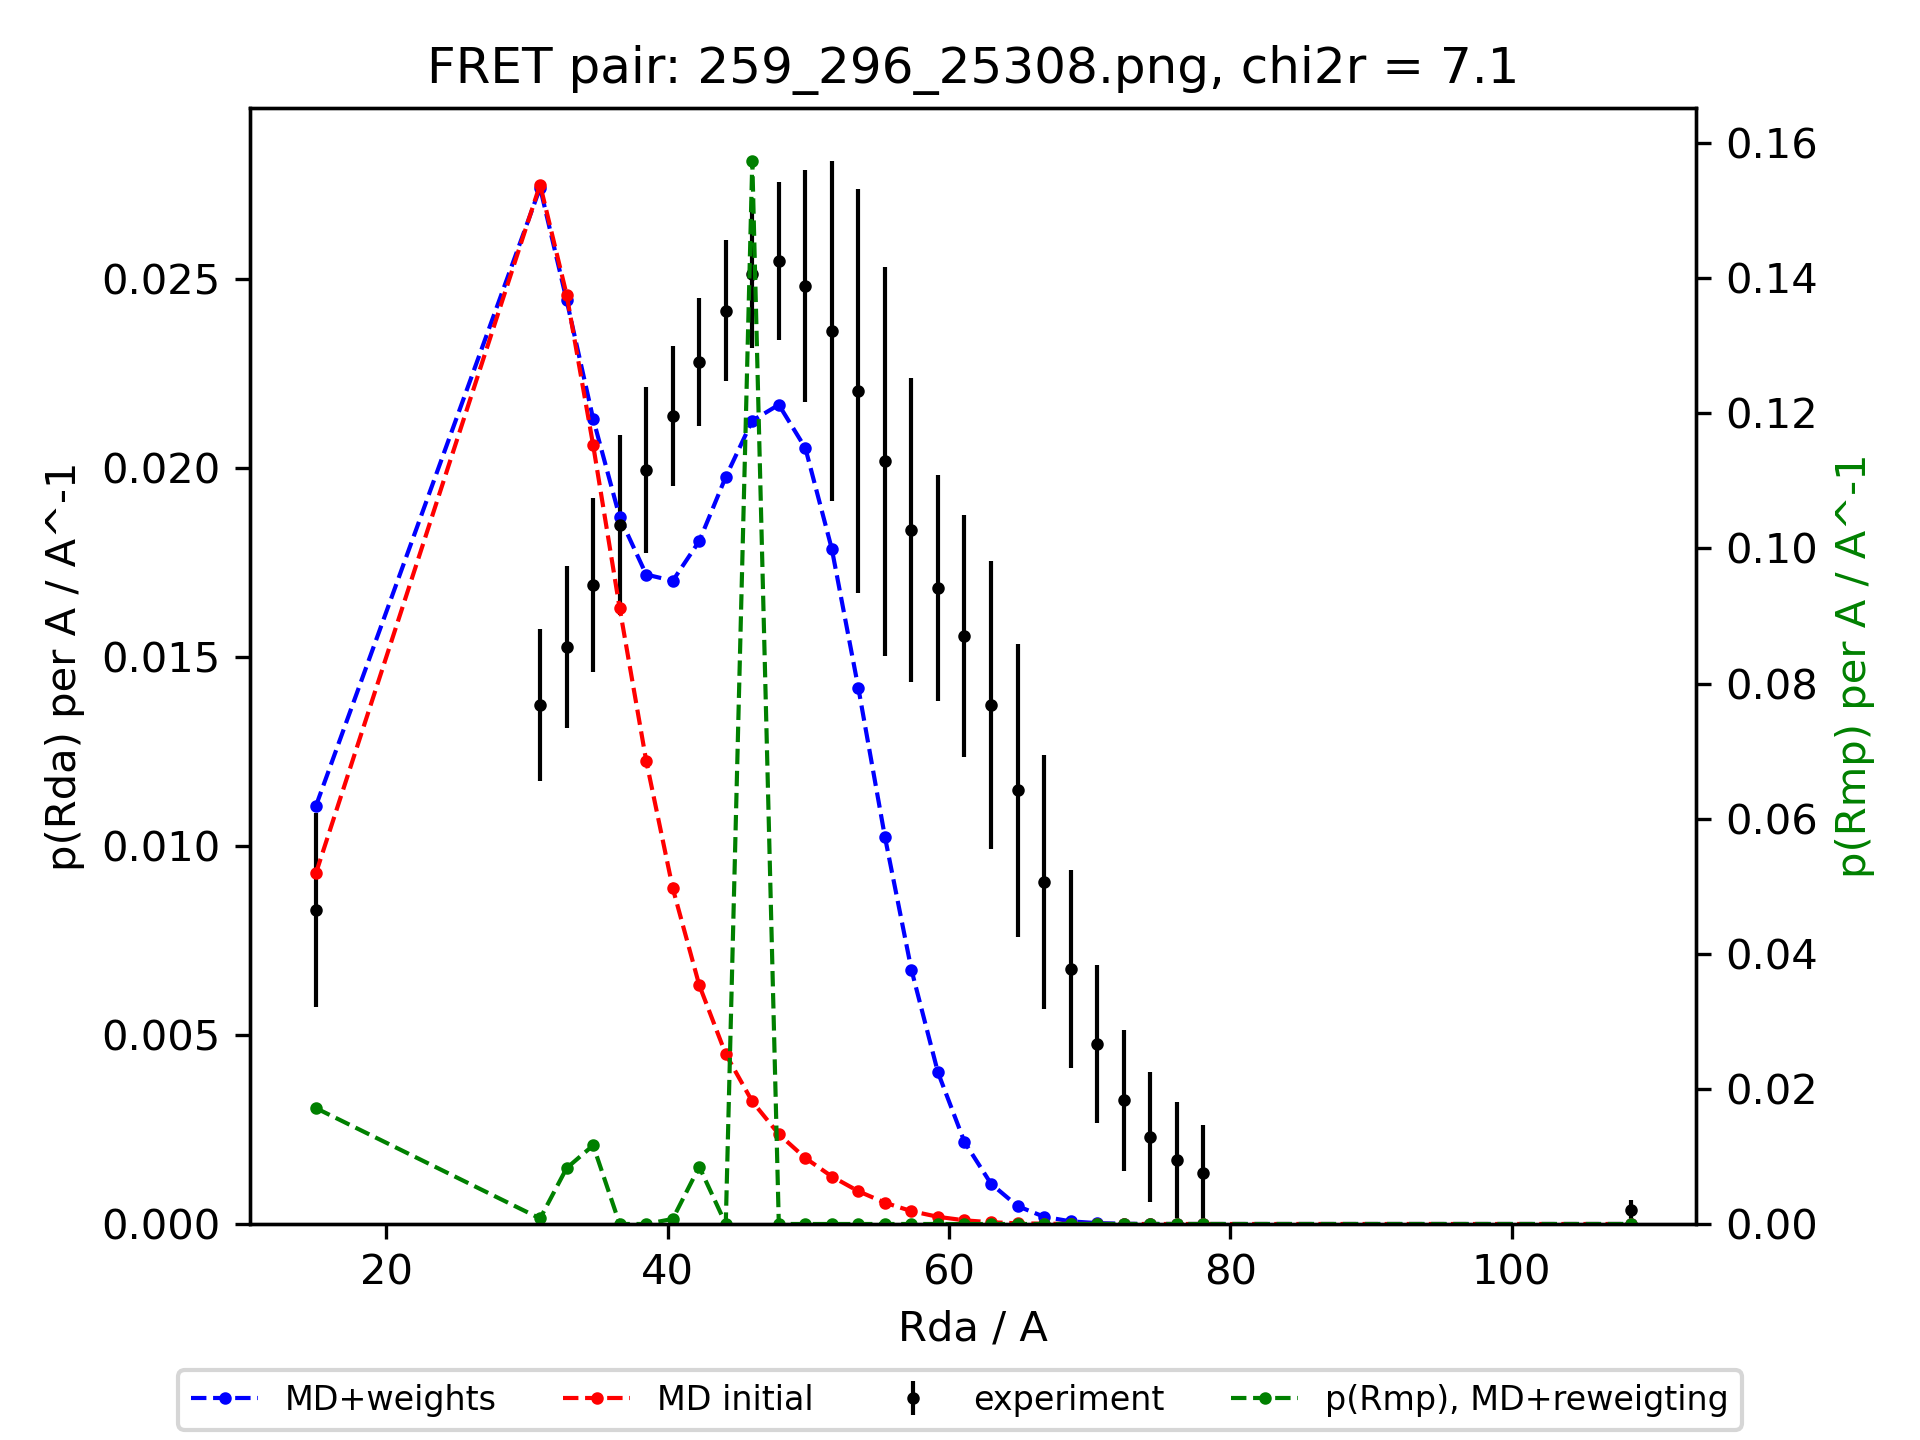 FRET pair: 259_296_25308.png, chi2r = 7.1
p(Rda) per A / A^-1
0.025
0.020
0.015
0.010
0.005
0.000
0.16
0.14
0.12
0.10
0.08
0.06
0.04
0.02
0.00
p(Rmp) per A / A^-1
20 40 60 80 100
Rda / A
MD+weights MD initial experiment p(Rmp), MD+reweigting